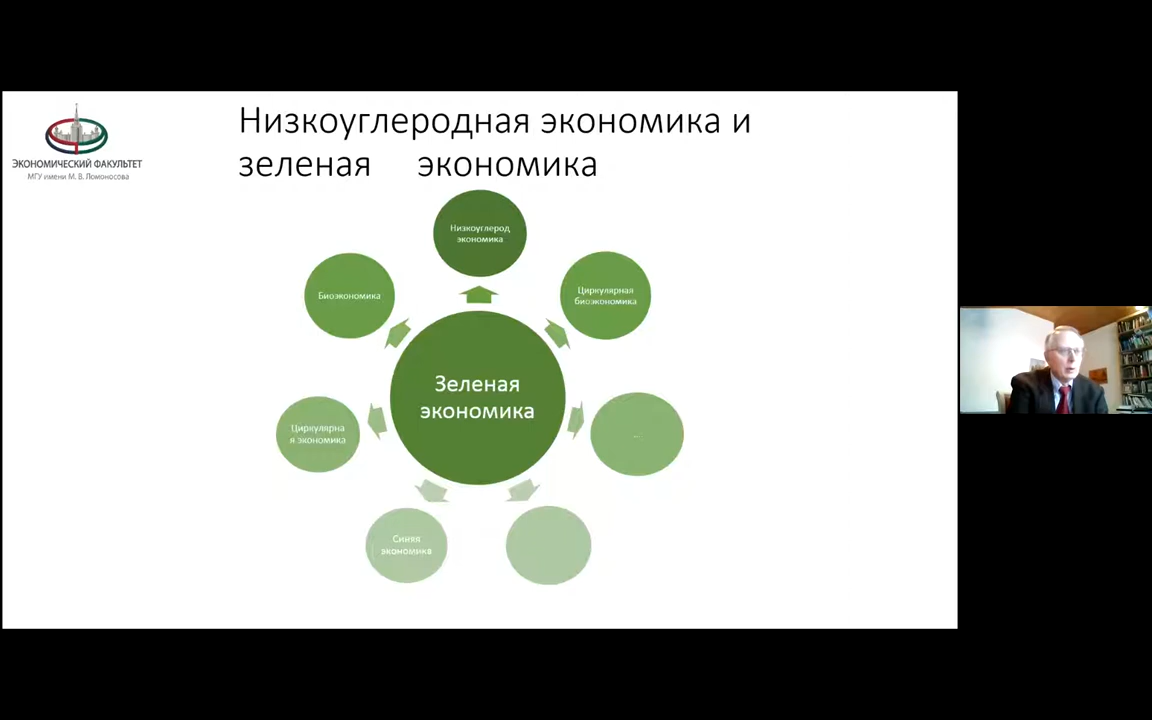 ЭКОНОМИЧЕСКИЙ ФАКУЛЬТЕТ
МГУ имени М. В. Ломоносова
Низкоуглеродная экономика и
зеленая экономика
Низкоуглерод
экономика
Циркулярная
биоэкономика
...
Синяя
экономика
Циркулярна
я экономика
Биоэкономика
Зеленая
экономика